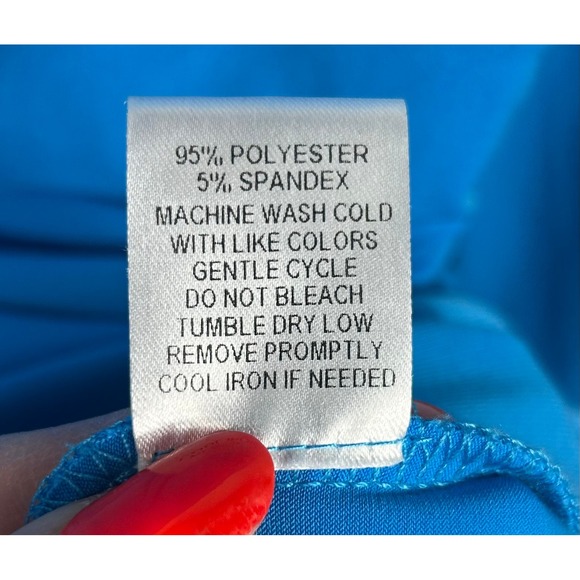 95% POLYESTER
5% SPANDEX
MACHINE WASH COLD
WITH LIKE COLORS
GENTLE CYCLE
DO NOT BLEACH
TUMBLE DRY LOW
REMOVE PROMPTLY
COOL IRON IF NEEDED